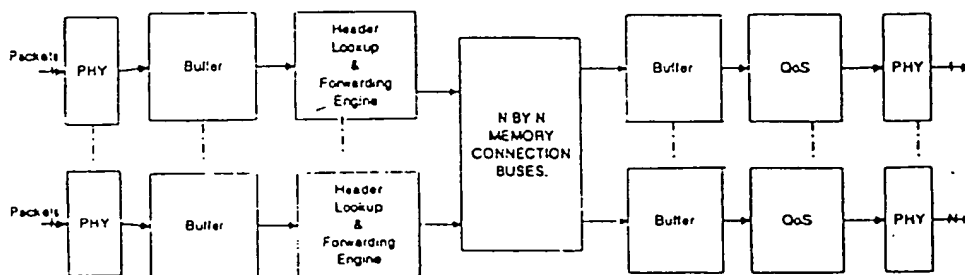 Packets
PHY
Buffer
Header
Lookup
&
Forwarding
Engine
N BY N
MEMORY
CONNECTION
BUSES.
Buffer
QoS
PHY
1
Packets
PHY
Buffer
Header
Lookup
&
Forwarding
Engine
Buffer
QoS
PHY
N